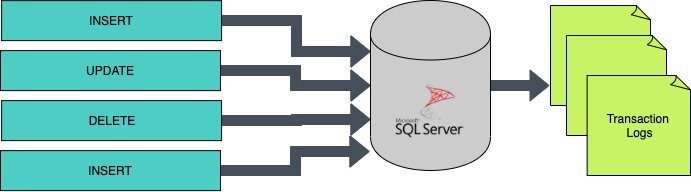 INSERT
UPDATE
DELETE
INSERT
Microsoft
SQL Server
Transaction
Logs